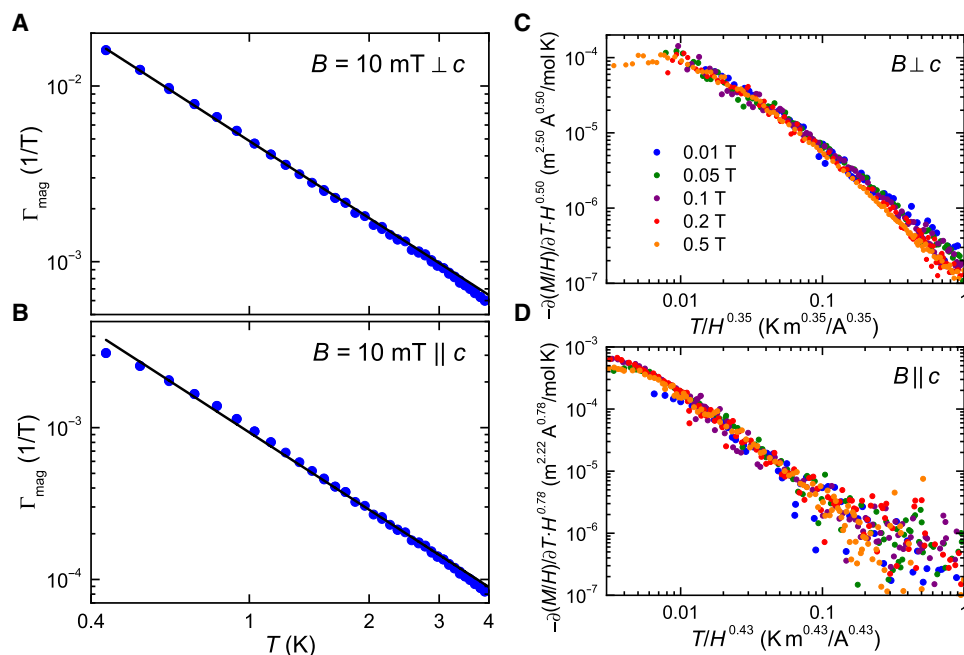 A
B = 10 mT ⊥ c
10⁻²
10⁻³
Γmag (1/T)
B
B = 10 mT || c
10⁻³
10⁻⁴
Γmag (1/T)
0.4
1
2
3
4
T (K)
C
B ⊥ c
10⁻⁴
10⁻⁵
10⁻⁶
10⁻⁷
-∂(M/H)/∂T·H^0.50 (m^2.50 A^0.50/mol K)
0.01 T
0.05 T
0.1 T
0.2 T
0.5 T
0.01
0.1
1
T/H^0.35 (K m^0.35/A^0.35)
D
B || c
10⁻³
10⁻⁴
10⁻⁵
10⁻⁶
10⁻⁷
-∂(M/H)/∂T·H^0.78 (m^2.22 A^0.78/mol K)
0.01
0.1
1
T/H^0.43 (K m^0.43/A^0.43)